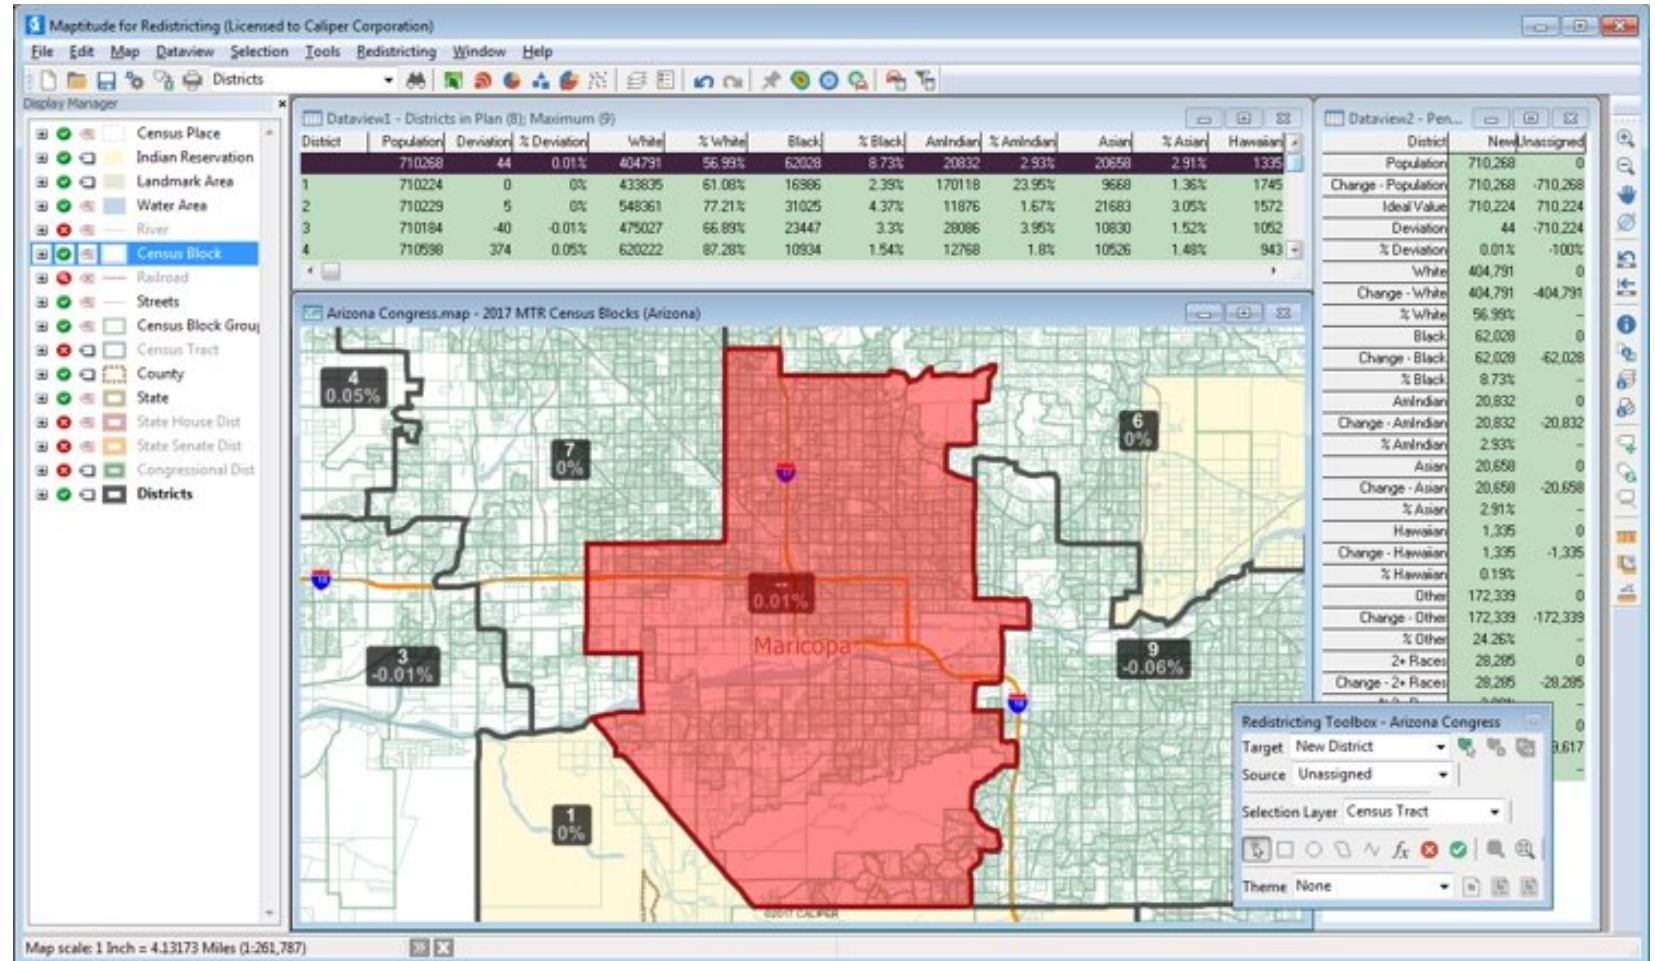 Maptitude for Redistricting (Licensed to Caliper Corporation)
File Edit Map Dataview Selection Tools Redistricting Window Help
Districts
Display Manager
Census Place
Indian Reservation
Landmark Area
Water Area
River
Census Block
Railroad
Streets
Census Block Grou
Census Tract
County
State
State House Dist
State Senate Dist
Congressional Dist
Districts
Dataview1 - Districts in Plan (8); Maximum (9)
District Population Deviation % Deviation White % White Black % Black AmIndian % AmIndian Asian % Asian Hawaiian
710268 44 0.01% 404791 56.99% 62028 8.73% 20832 2.93% 20658 2.91% 1335
1 710224 0 0% 433835 61.08% 16986 2.39% 170118 23.95% 9668 1.36% 1745
2 710229 5 0% 548361 77.21% 31025 4.37% 11876 1.67% 21683 3.05% 1572
3 710184 -40 -0.01% 475027 66.89% 23447 3.3% 28086 3.95% 10830 1.52% 1052
4 710598 374 0.05% 620222 87.28% 10934 1.54% 12768 1.8% 10526 1.48% 943
Arizona Congress.map - 2017 MTR Census Blocks (Arizona)
4
0.05%
7
0%
6
0%
17
10
--
0.01%
Maricopa
3
-0.01%
9
-0.06%
10
1
0%
©2017 CALIPER
Dataview2 - Pen...
District New Unassigned
Population 710,268 0
Change - Population 710,268 -710,268
Ideal Value 710,224 710,224
Deviation 44 -710,224
% Deviation 0.01% -100%
White 404,791 0
Change - White 404,791 -404,791
% White 56.99% --
Black 62,028 0
Change - Black 62,028 -62,028
% Black 8.73% --
AmIndian 20,832 0
Change - AmIndian 20,832 -20,832
% AmIndian 2.93% --
Asian 20,658 0
Change - Asian 20,658 -20,658
% Asian 2.91% --
Hawaiian 1,335 0
Change - Hawaiian 1,335 -1,335
% Hawaiian 0.19% --
Other 172,339 0
Change - Other 172,339 -172,339
% Other 24.26% --
2+ Races 28,285 0
Change - 2+ Races 28,285 -28,285
0
9,617
Redistricting Toolbox - Arizona Congress
Target New District
Source Unassigned
Selection Layer Census Tract
fx
Theme None
Map scale: 1 Inch = 4.13173 Miles (1:261,787)